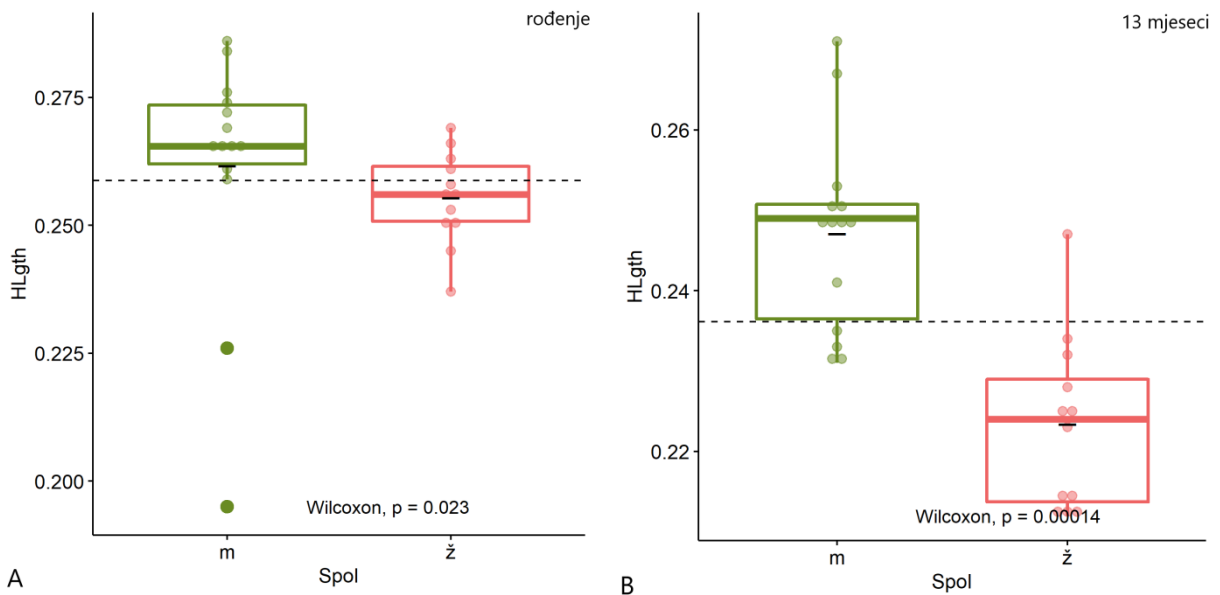 rođenje
0.275
0.250
0.225
0.200
HLgth
Wilcoxon, p = 0.023
m
ž
Spol
A
13 mjeseci
0.26
0.24
0.22
HLgth
Wilcoxon, p = 0.00014
m
ž
Spol
B